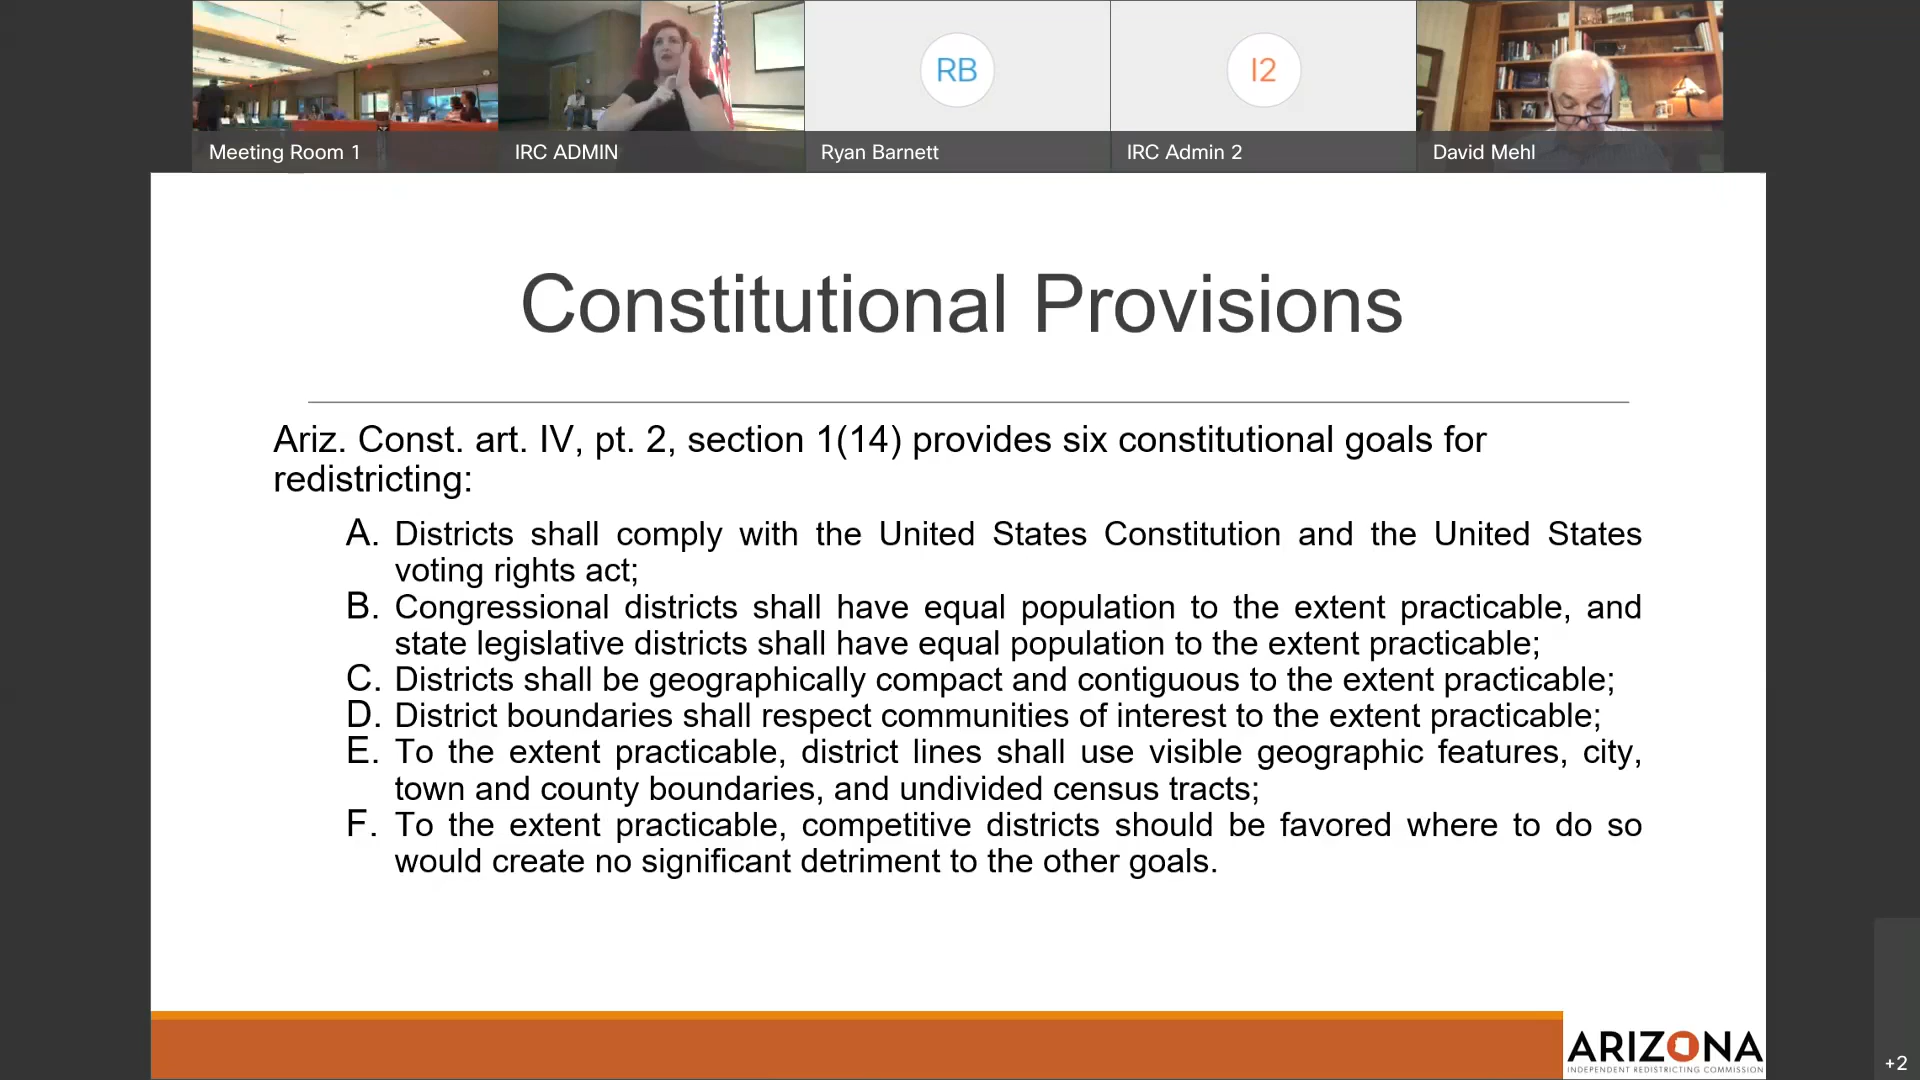 RB
I2
Meeting Room 1
IRC ADMIN
Ryan Barnett
IRC Admin 2
David Mehl
Constitutional Provisions
Ariz. Const. art. IV, pt. 2, section 1(14) provides six constitutional goals for
redistricting:
A. Districts shall comply with the United States Constitution and the United States
voting rights act;
B. Congressional districts shall have equal population to the extent practicable, and
state legislative districts shall have equal population to the extent practicable;
C. Districts shall be geographically compact and contiguous to the extent practicable;
D. District boundaries shall respect communities of interest to the extent practicable;
E. To the extent practicable, district lines shall use visible geographic features, city,
town and county boundaries, and undivided census tracts;
F. To the extent practicable, competitive districts should be favored where to do so
would create no significant detriment to the other goals.
ARIZONA
INDEPENDENT REDISTRICTING COMMISSION
+2